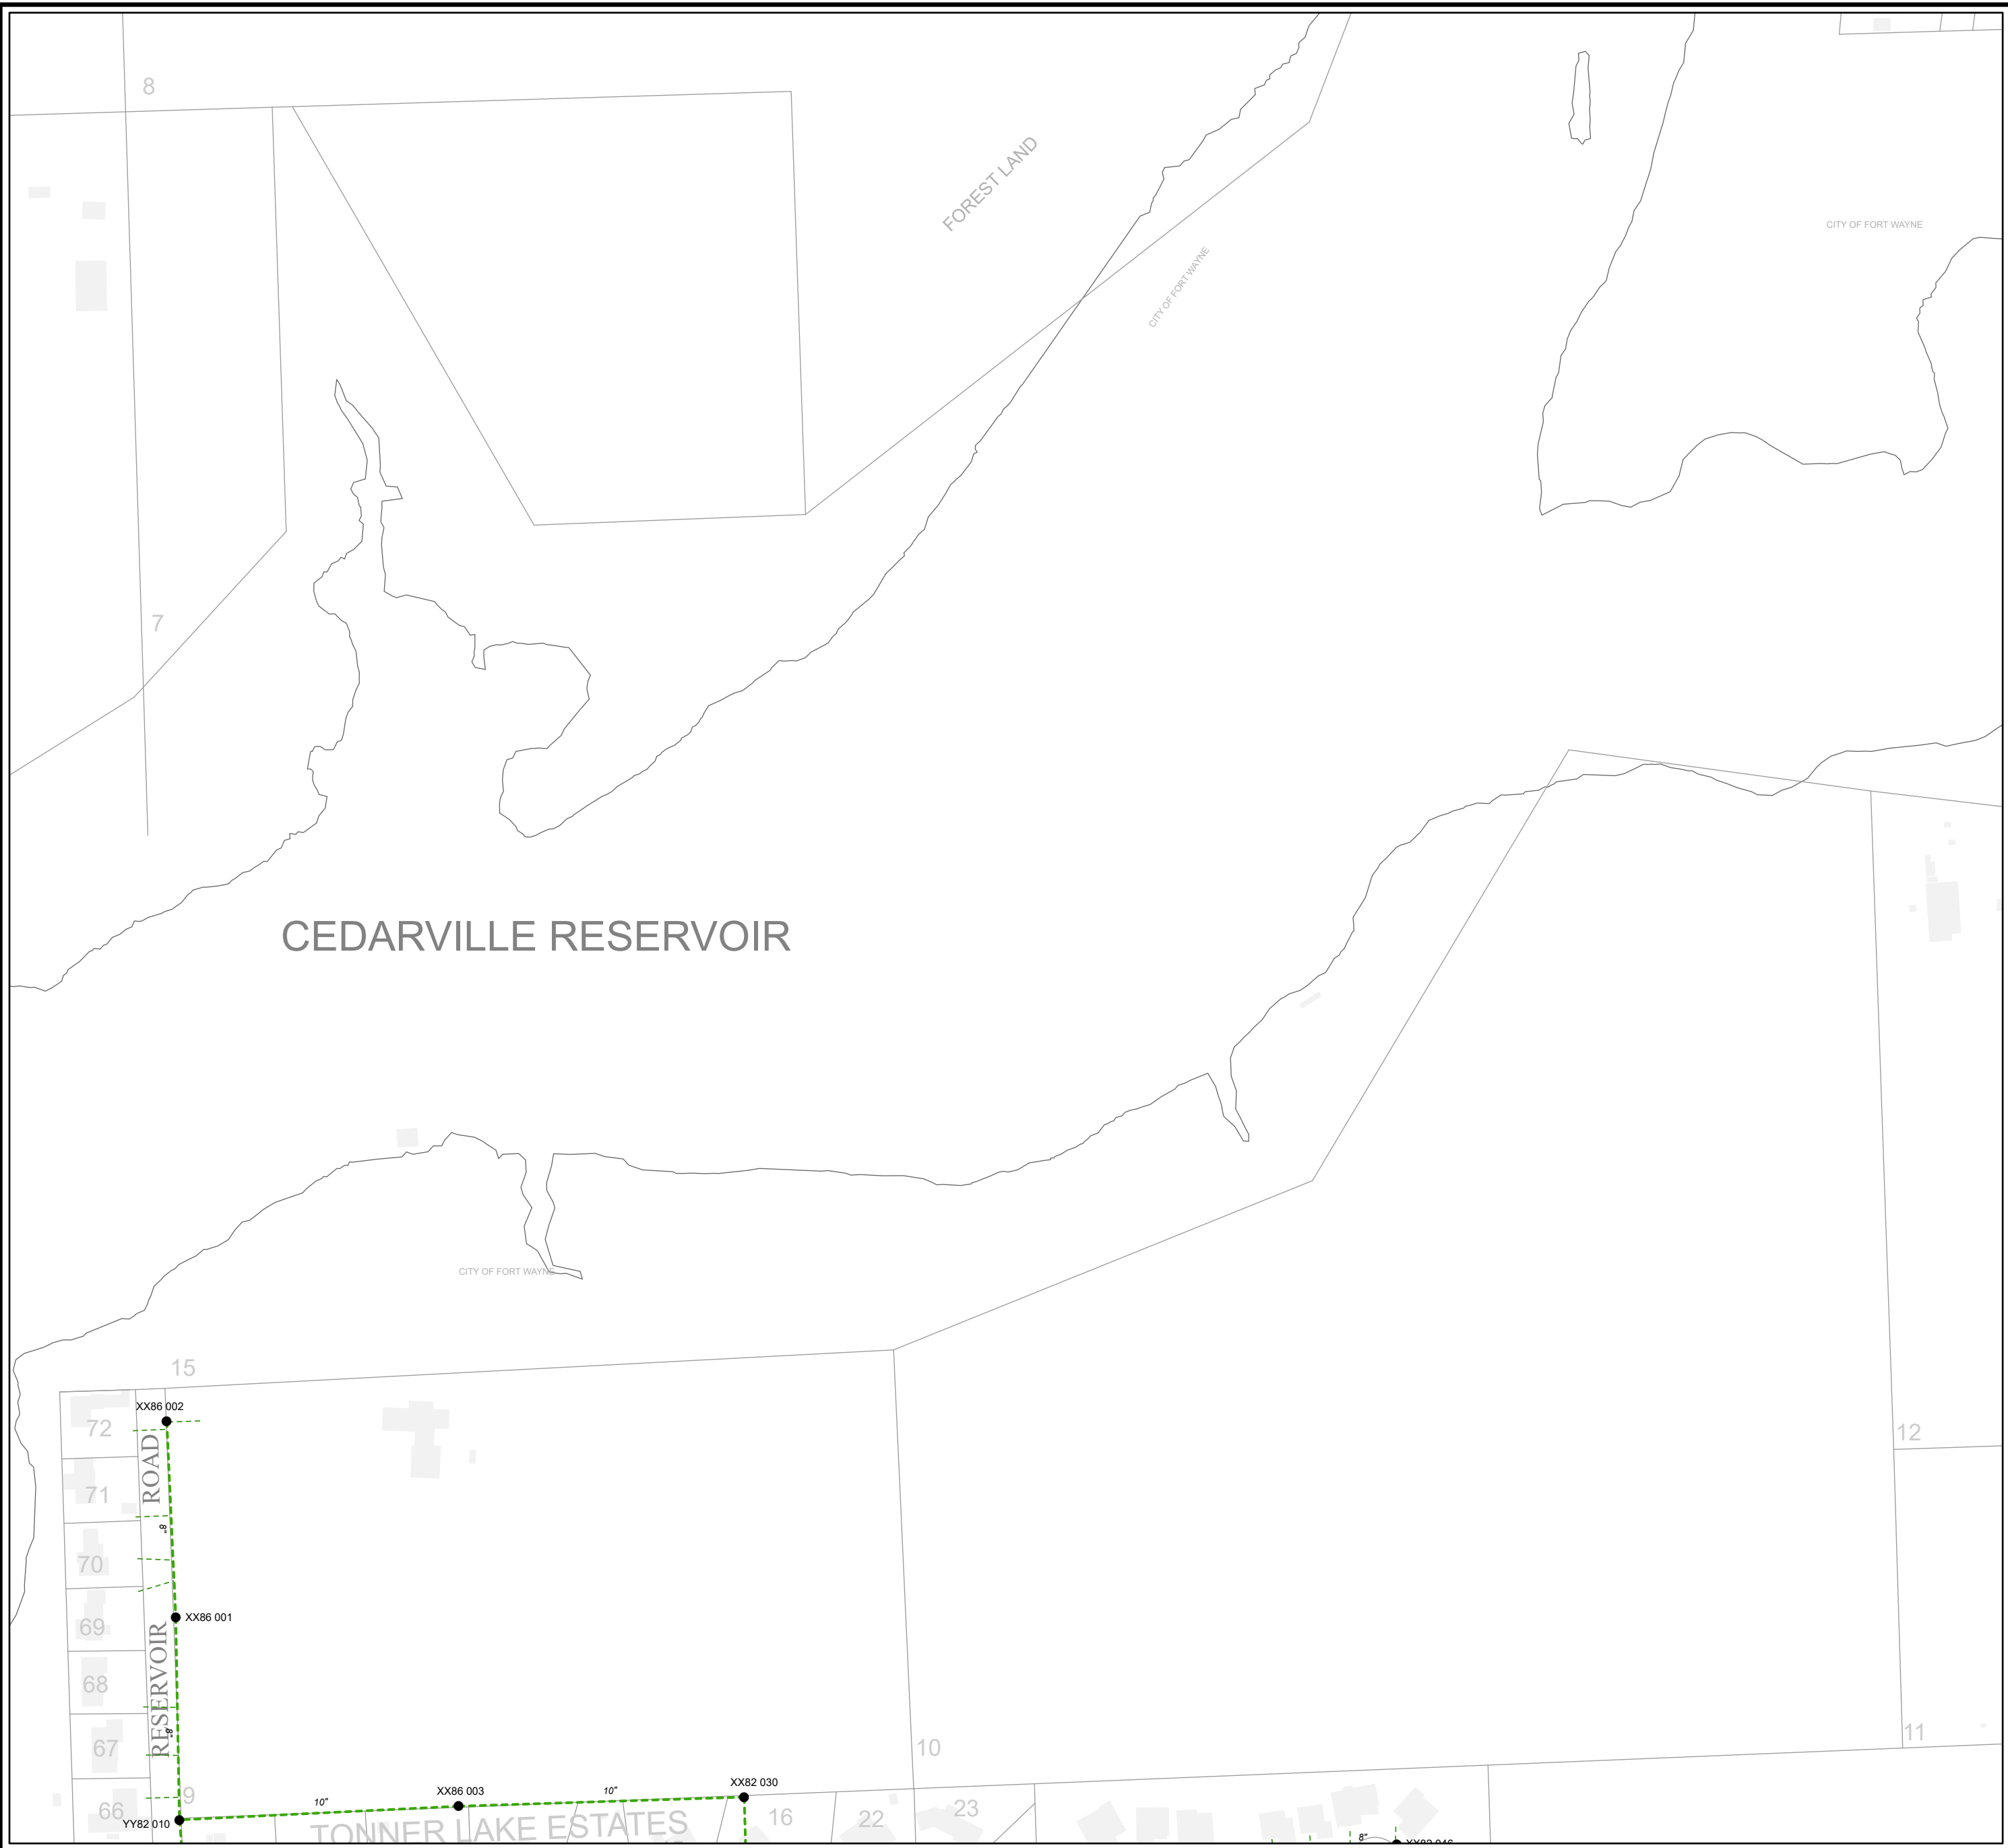 8
FOREST LAND
CITY OF FORT WAYNE
CITY OF FORT WAYNE
7
CEDARVILLE RESERVOIR
CITY OF FORT WAYNE
15
XX86 002
72
ROAD
12
71
8"
70
XX86 001
69
RESERVOIR
68
8"
67
11
10
9
XX86 003
XX82 030
10"
10"
66
YY82 010
TONNER LAKE ESTATES
16
22
23
8"
XX82 046